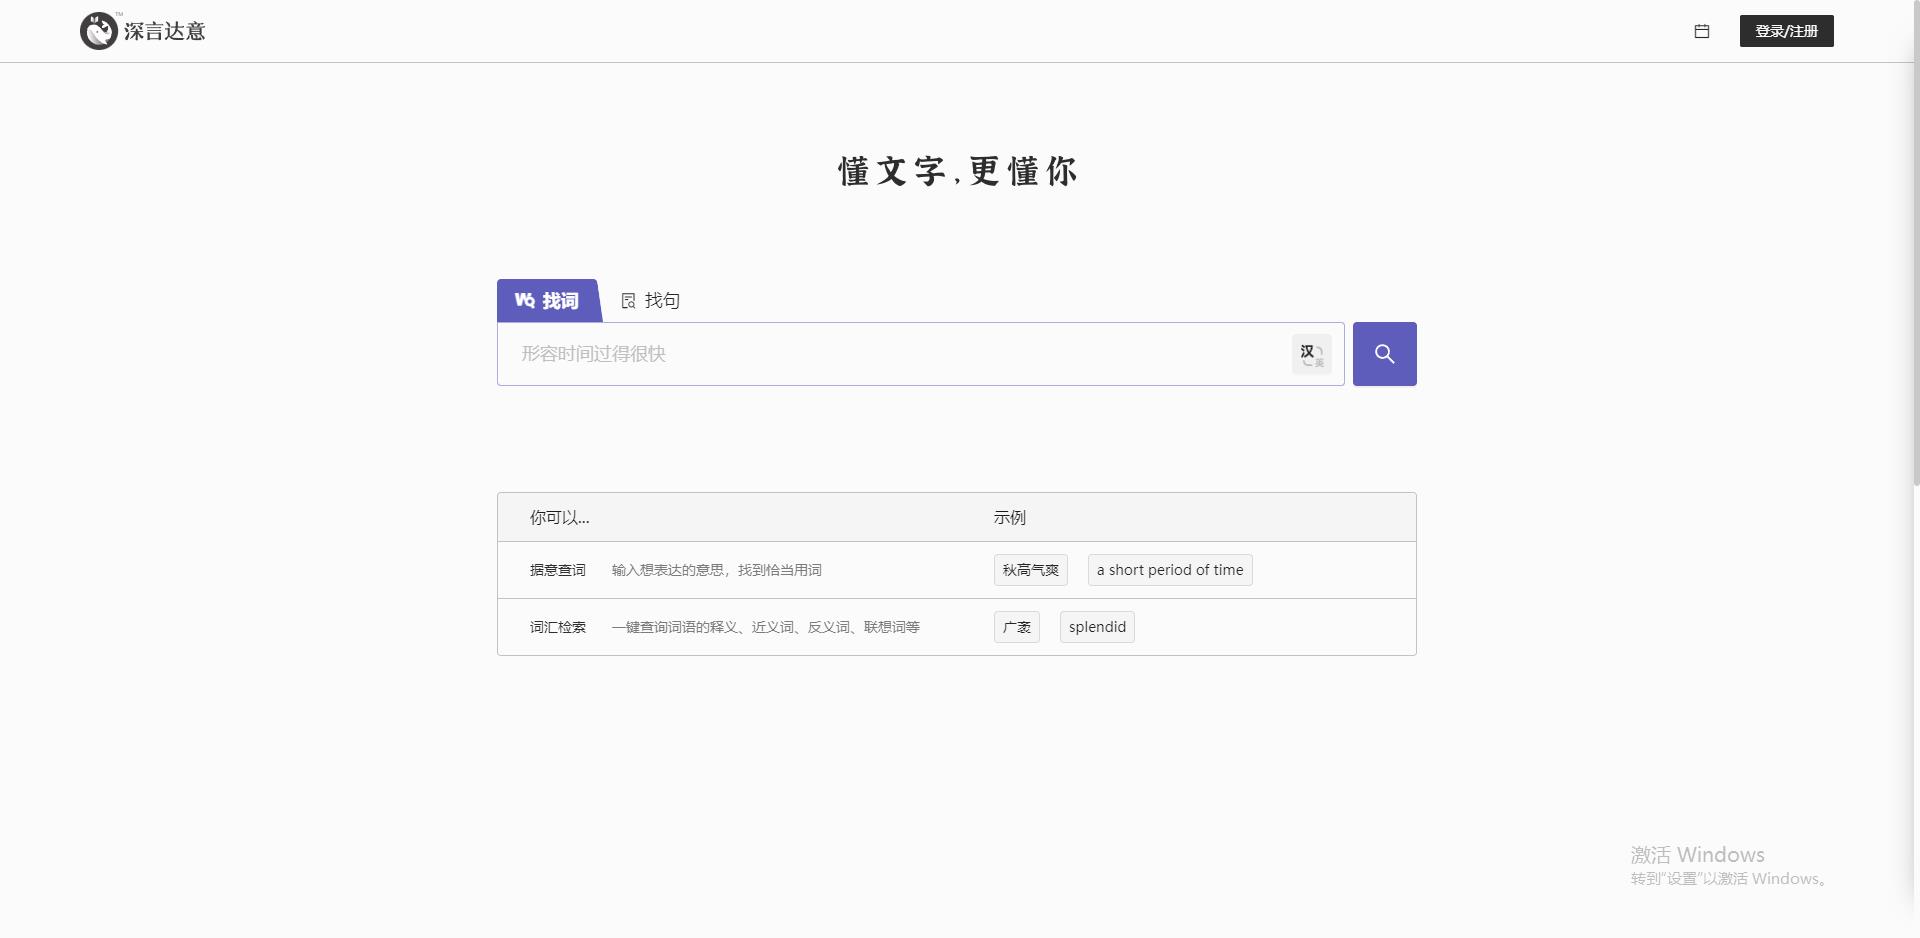 深言达意™
登录/注册
懂文字,更懂你
找词 找句
形容时间过得很快
汉 英
你可以... 示例
据意查词 输入想表达的意思，找到恰当用词 秋高气爽 a short period of time
词汇检索 一键查询词语的释义、近义词、反义词、联想词等 广袤 splendid
激活 Windows
转到"设置"以激活 Windows。